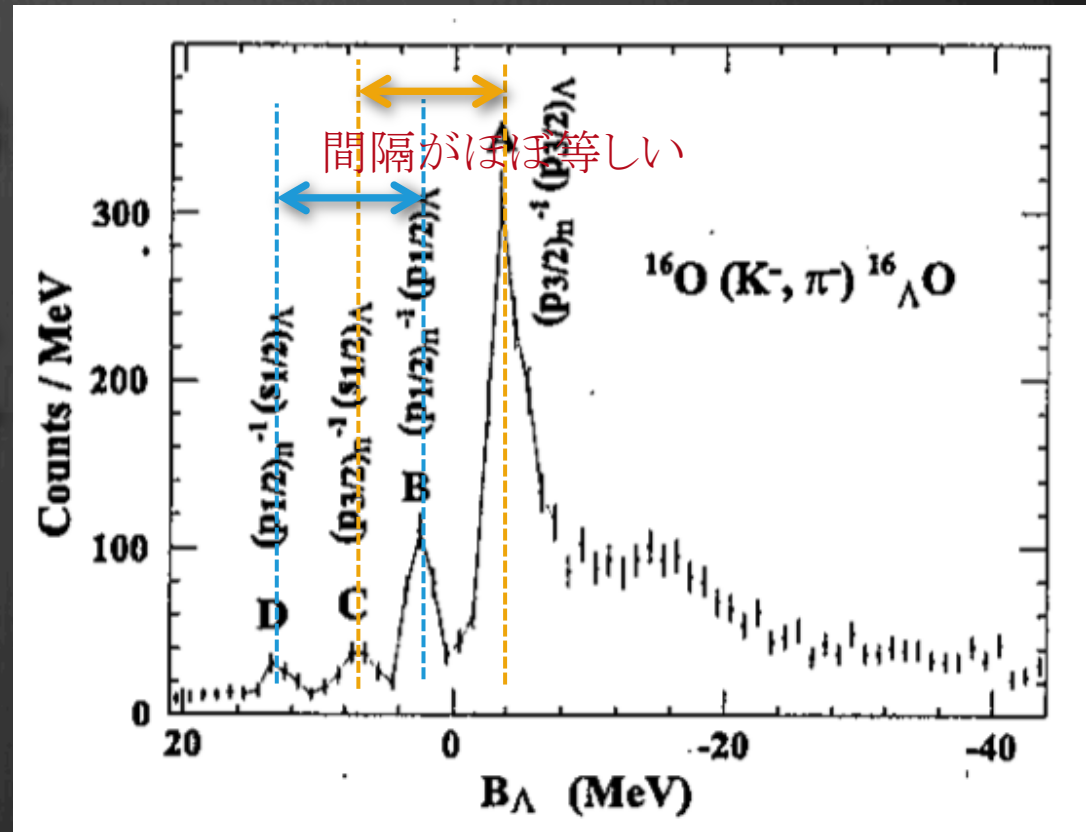 間隔がほぼ等しい
Counts / MeV
300
200
100
0
(p1/2)n⁻¹(s1/2)Λ
D
(p3/2)n⁻¹(s1/2)Λ
C
(p1/2)n⁻¹(p1/2)Λ
B
(p3/2)n⁻¹(p3/2)Λ
¹⁶O (K⁻, π⁻) ¹⁶ΛO
20
0
-20
-40
BΛ (MeV)